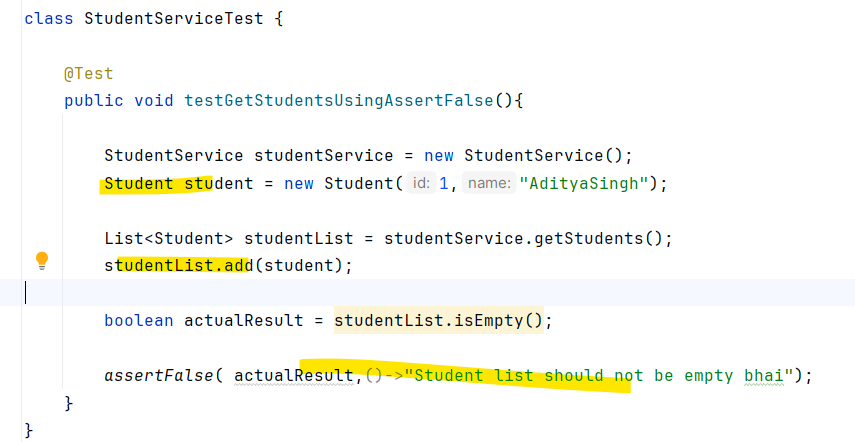 class StudentServiceTest {
@Test
public void testGetStudentsUsingAssertFalse(){
StudentService studentService = new StudentService();
Student student = new Student( id: 1, name: "AdityaSingh");
List<Student> studentList = studentService.getStudents();
studentList.add(student);
boolean actualResult = studentList.isEmpty();
assertFalse( actualResult,()->"Student list should not be empty bhai");
}
}